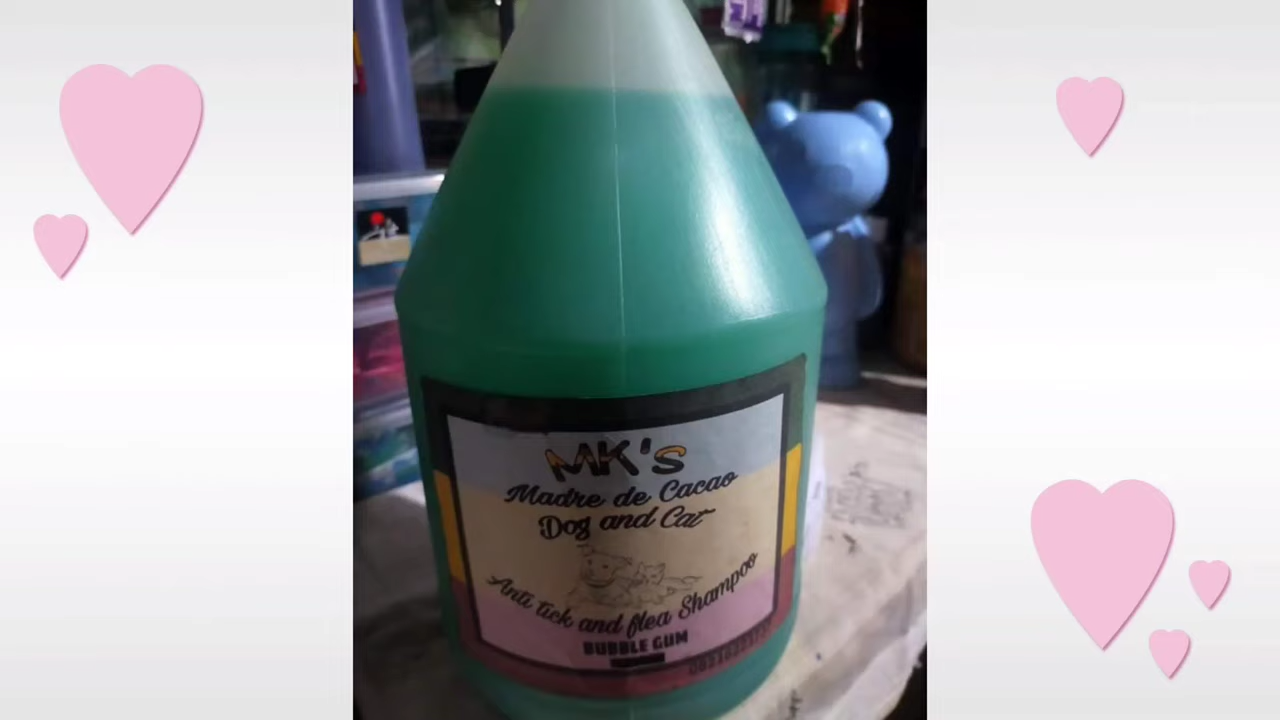 MK's
Madre de Cacao
Dog and Cat
Anti tick and flea Shampoo
BUBBLE GUM